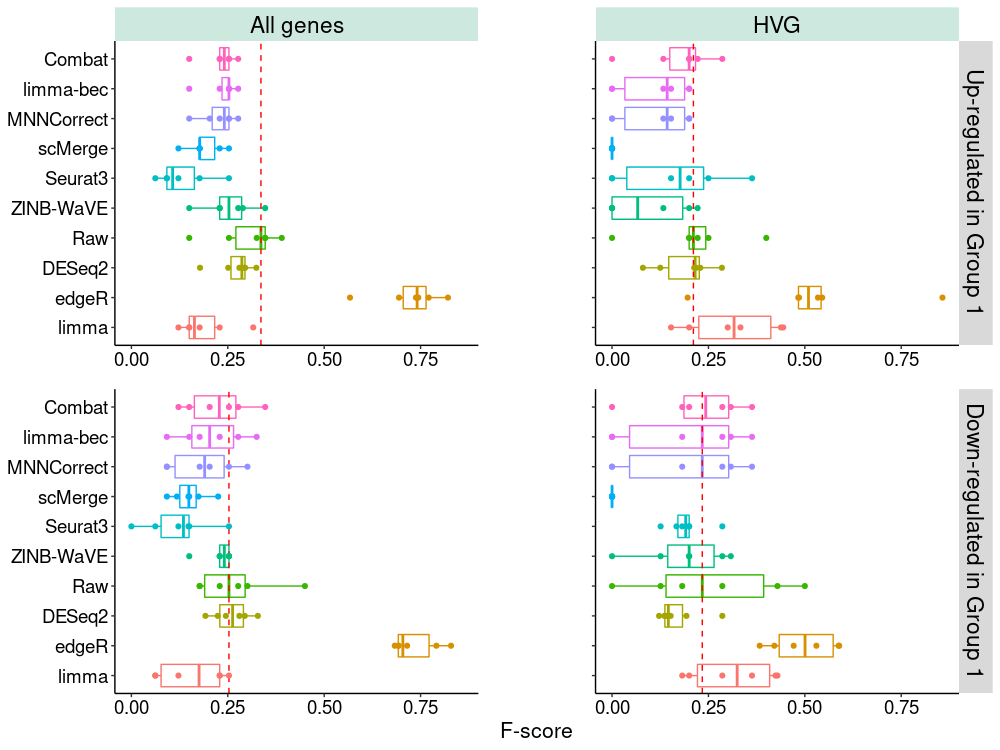 All genes
HVG
Combat
limma-bec
MNNCorrect
scMerge
Seurat3
ZINB-WaVE
Raw
DESeq2
edgeR
limma
Up-regulated in Group 1
0.00 0.25 0.50 0.75
0.00 0.25 0.50 0.75
Combat
limma-bec
MNNCorrect
scMerge
Seurat3
ZINB-WaVE
Raw
DESeq2
edgeR
limma
Down-regulated in Group 1
0.00 0.25 0.50 0.75
0.00 0.25 0.50 0.75
F-score